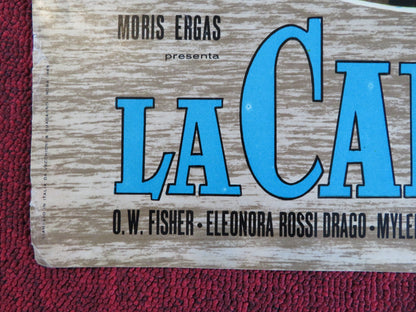 MORIS ERGAS
presenta
LA CA
O.W. FISHER • ELEONORA ROSSI DRAGO • MYLE